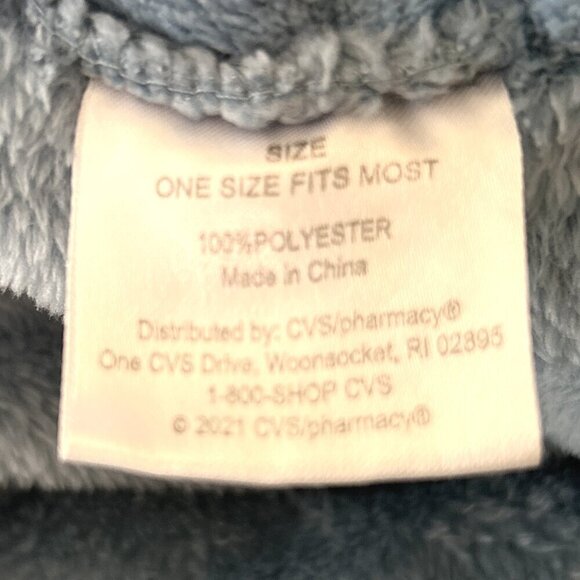 SIZE
ONE SIZE FITS MOST
100%POLYESTER
Made in China
Distributed by: CVS/pharmacy®
One CVS Drive, Woonsocket, RI 02895
1-800-SHOP CVS
© 2021 CVS/pharmacy®